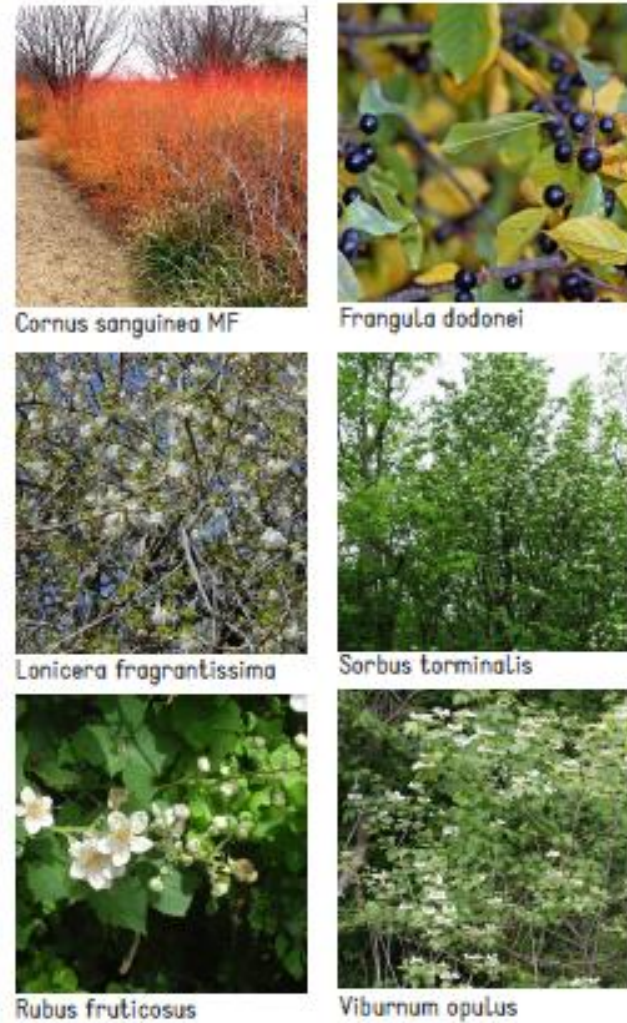 Cornus sanguinea MF
Frangula dodonei
Lonicera fragrantissima
Sorbus torminalis
Rubus fruticosus
Viburnum opulus